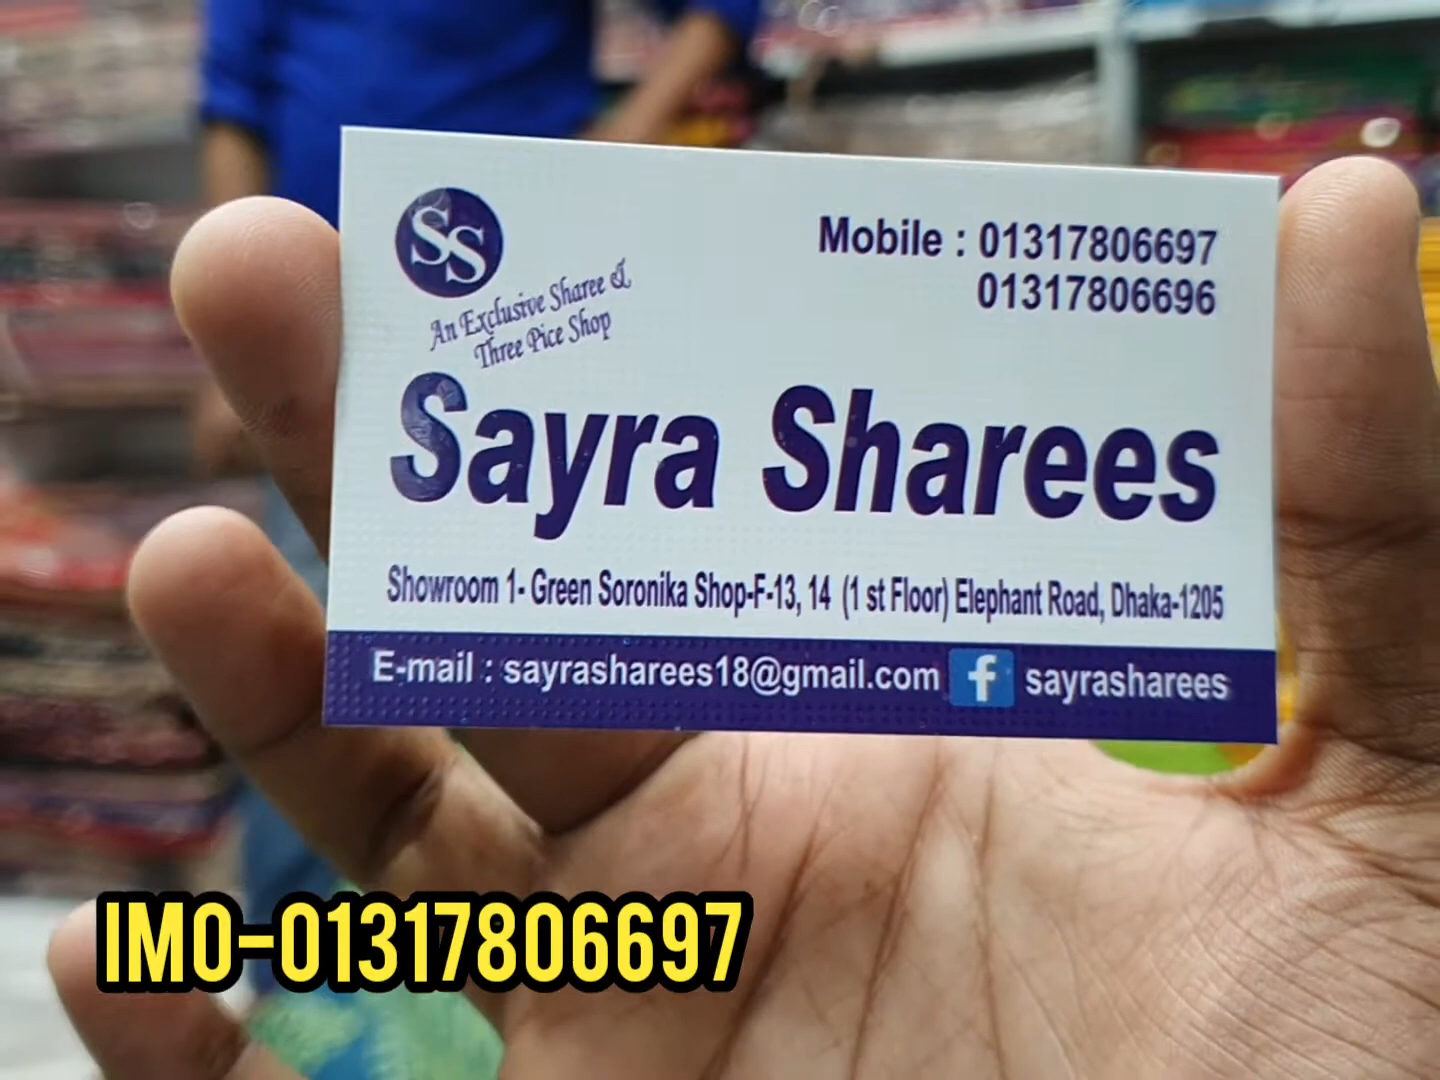 SS
An Exclusive Sharee &
Three Pice Shop
Mobile : 01317806697
01317806696
Sayra Sharees
Showroom 1- Green Soronika Shop-F-13, 14 (1 st Floor) Elephant Road, Dhaka-1205
E-mail : sayrasharees18@gmail.com f sayrasharees
IMO-01317806697